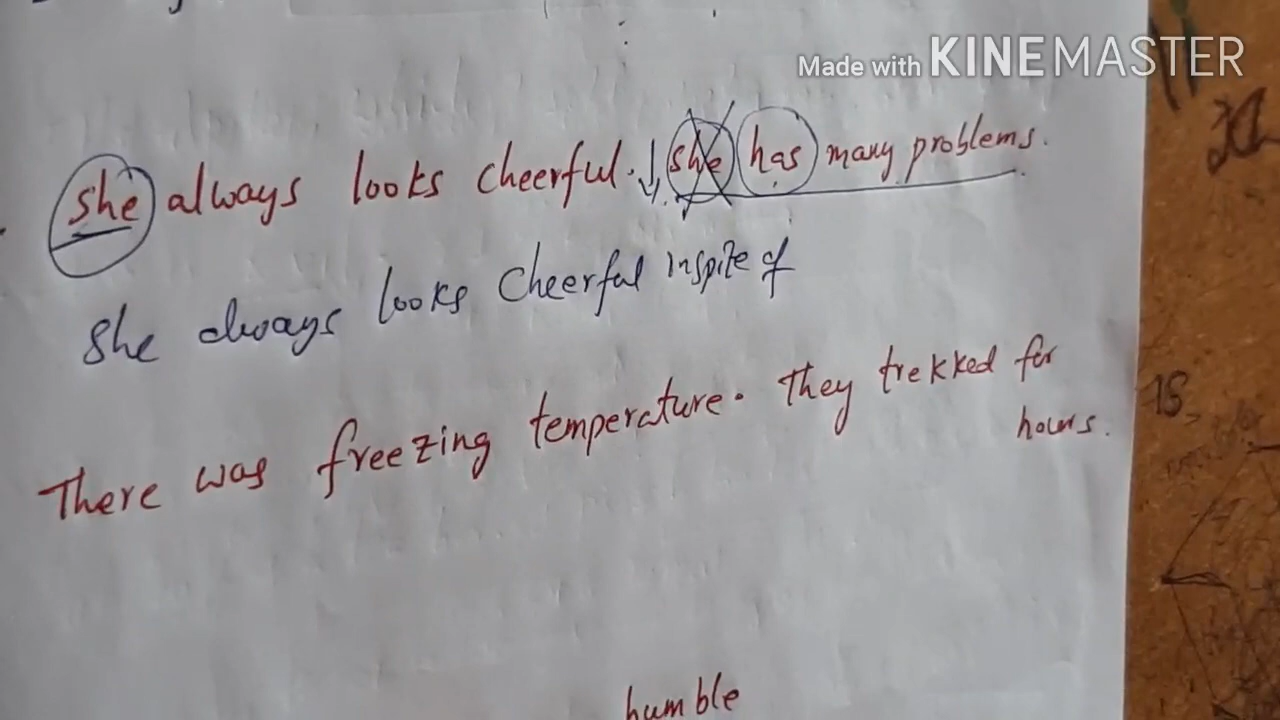 Made with KINEMASTER
she always looks cheerful. she has many problems.
She always looks Cheerful inspite of
There was freezing temperature. They trekked for
hours.
18
humble